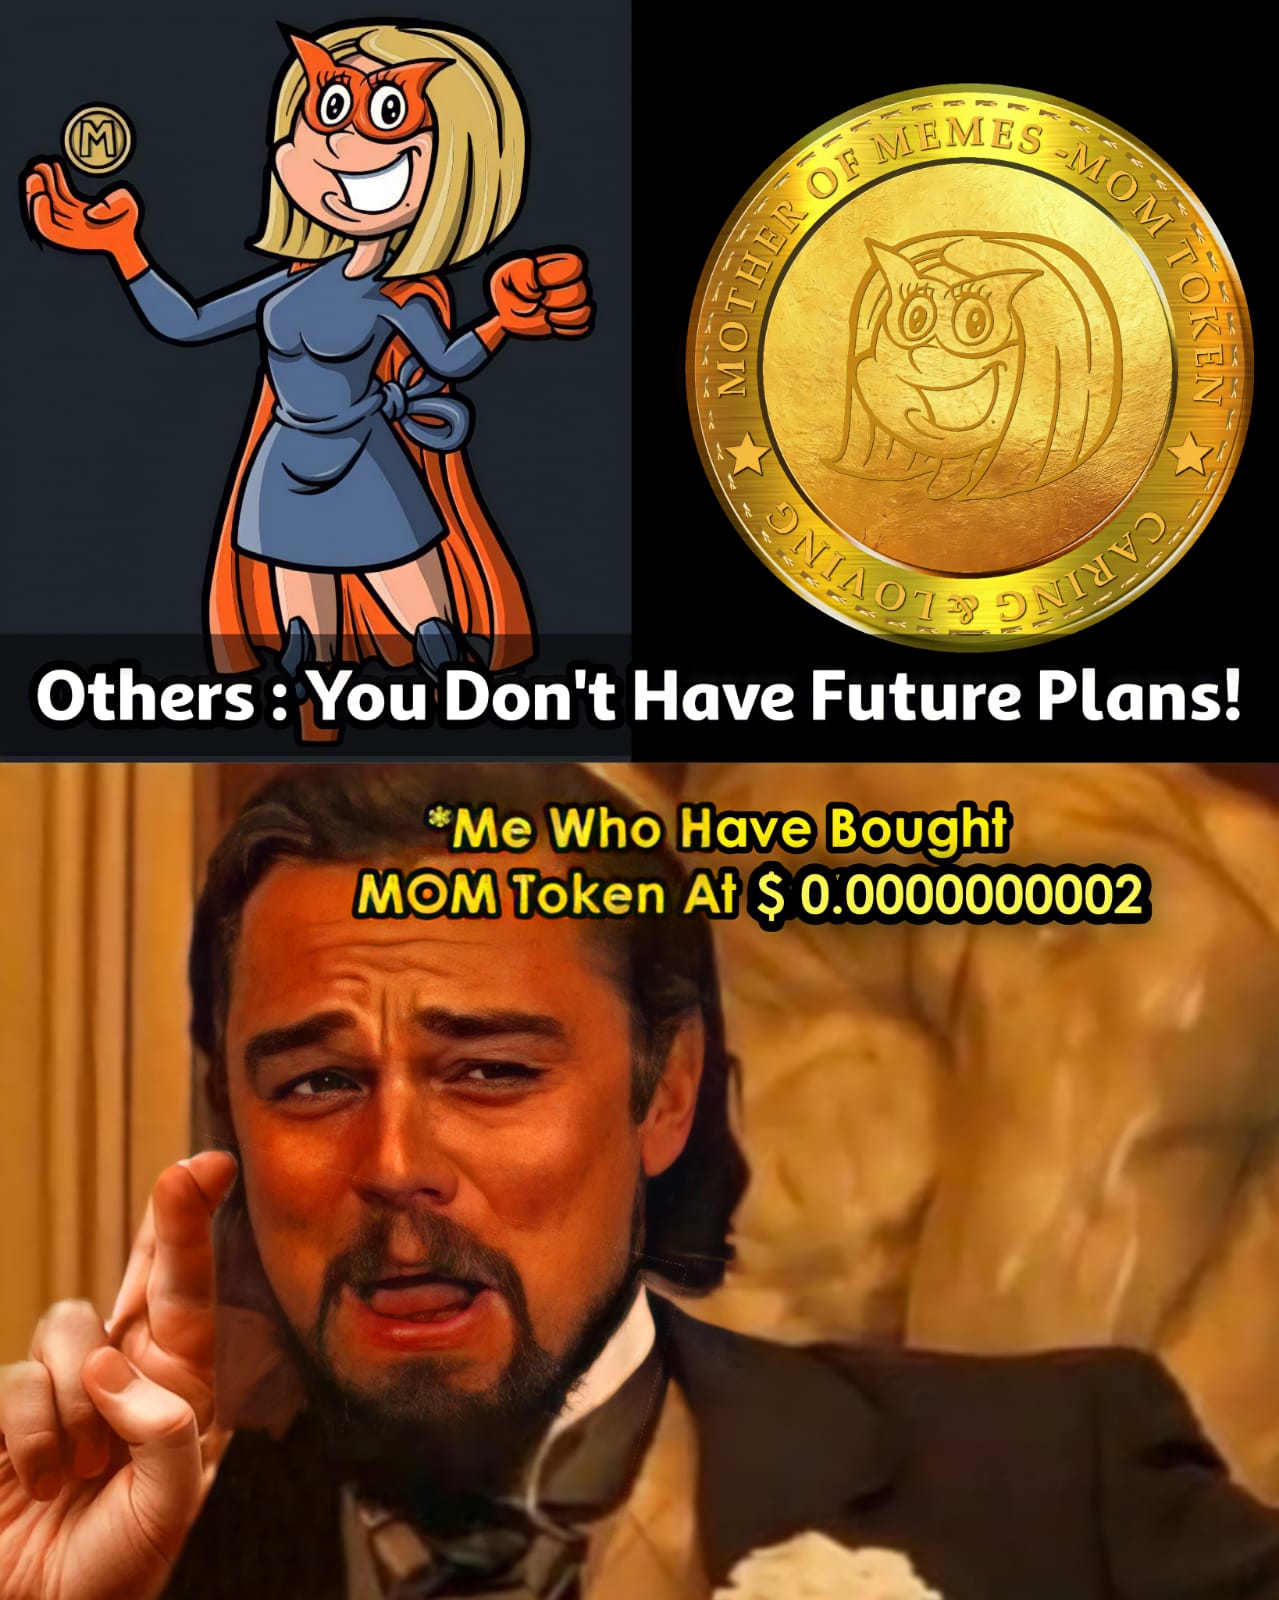 M
MOTHER OF MEMES -MOM TOKEN
CARING & LOVING
Others : You Don't Have Future Plans!
*Me Who Have Bought
MOM Token At $ 0.0000000002